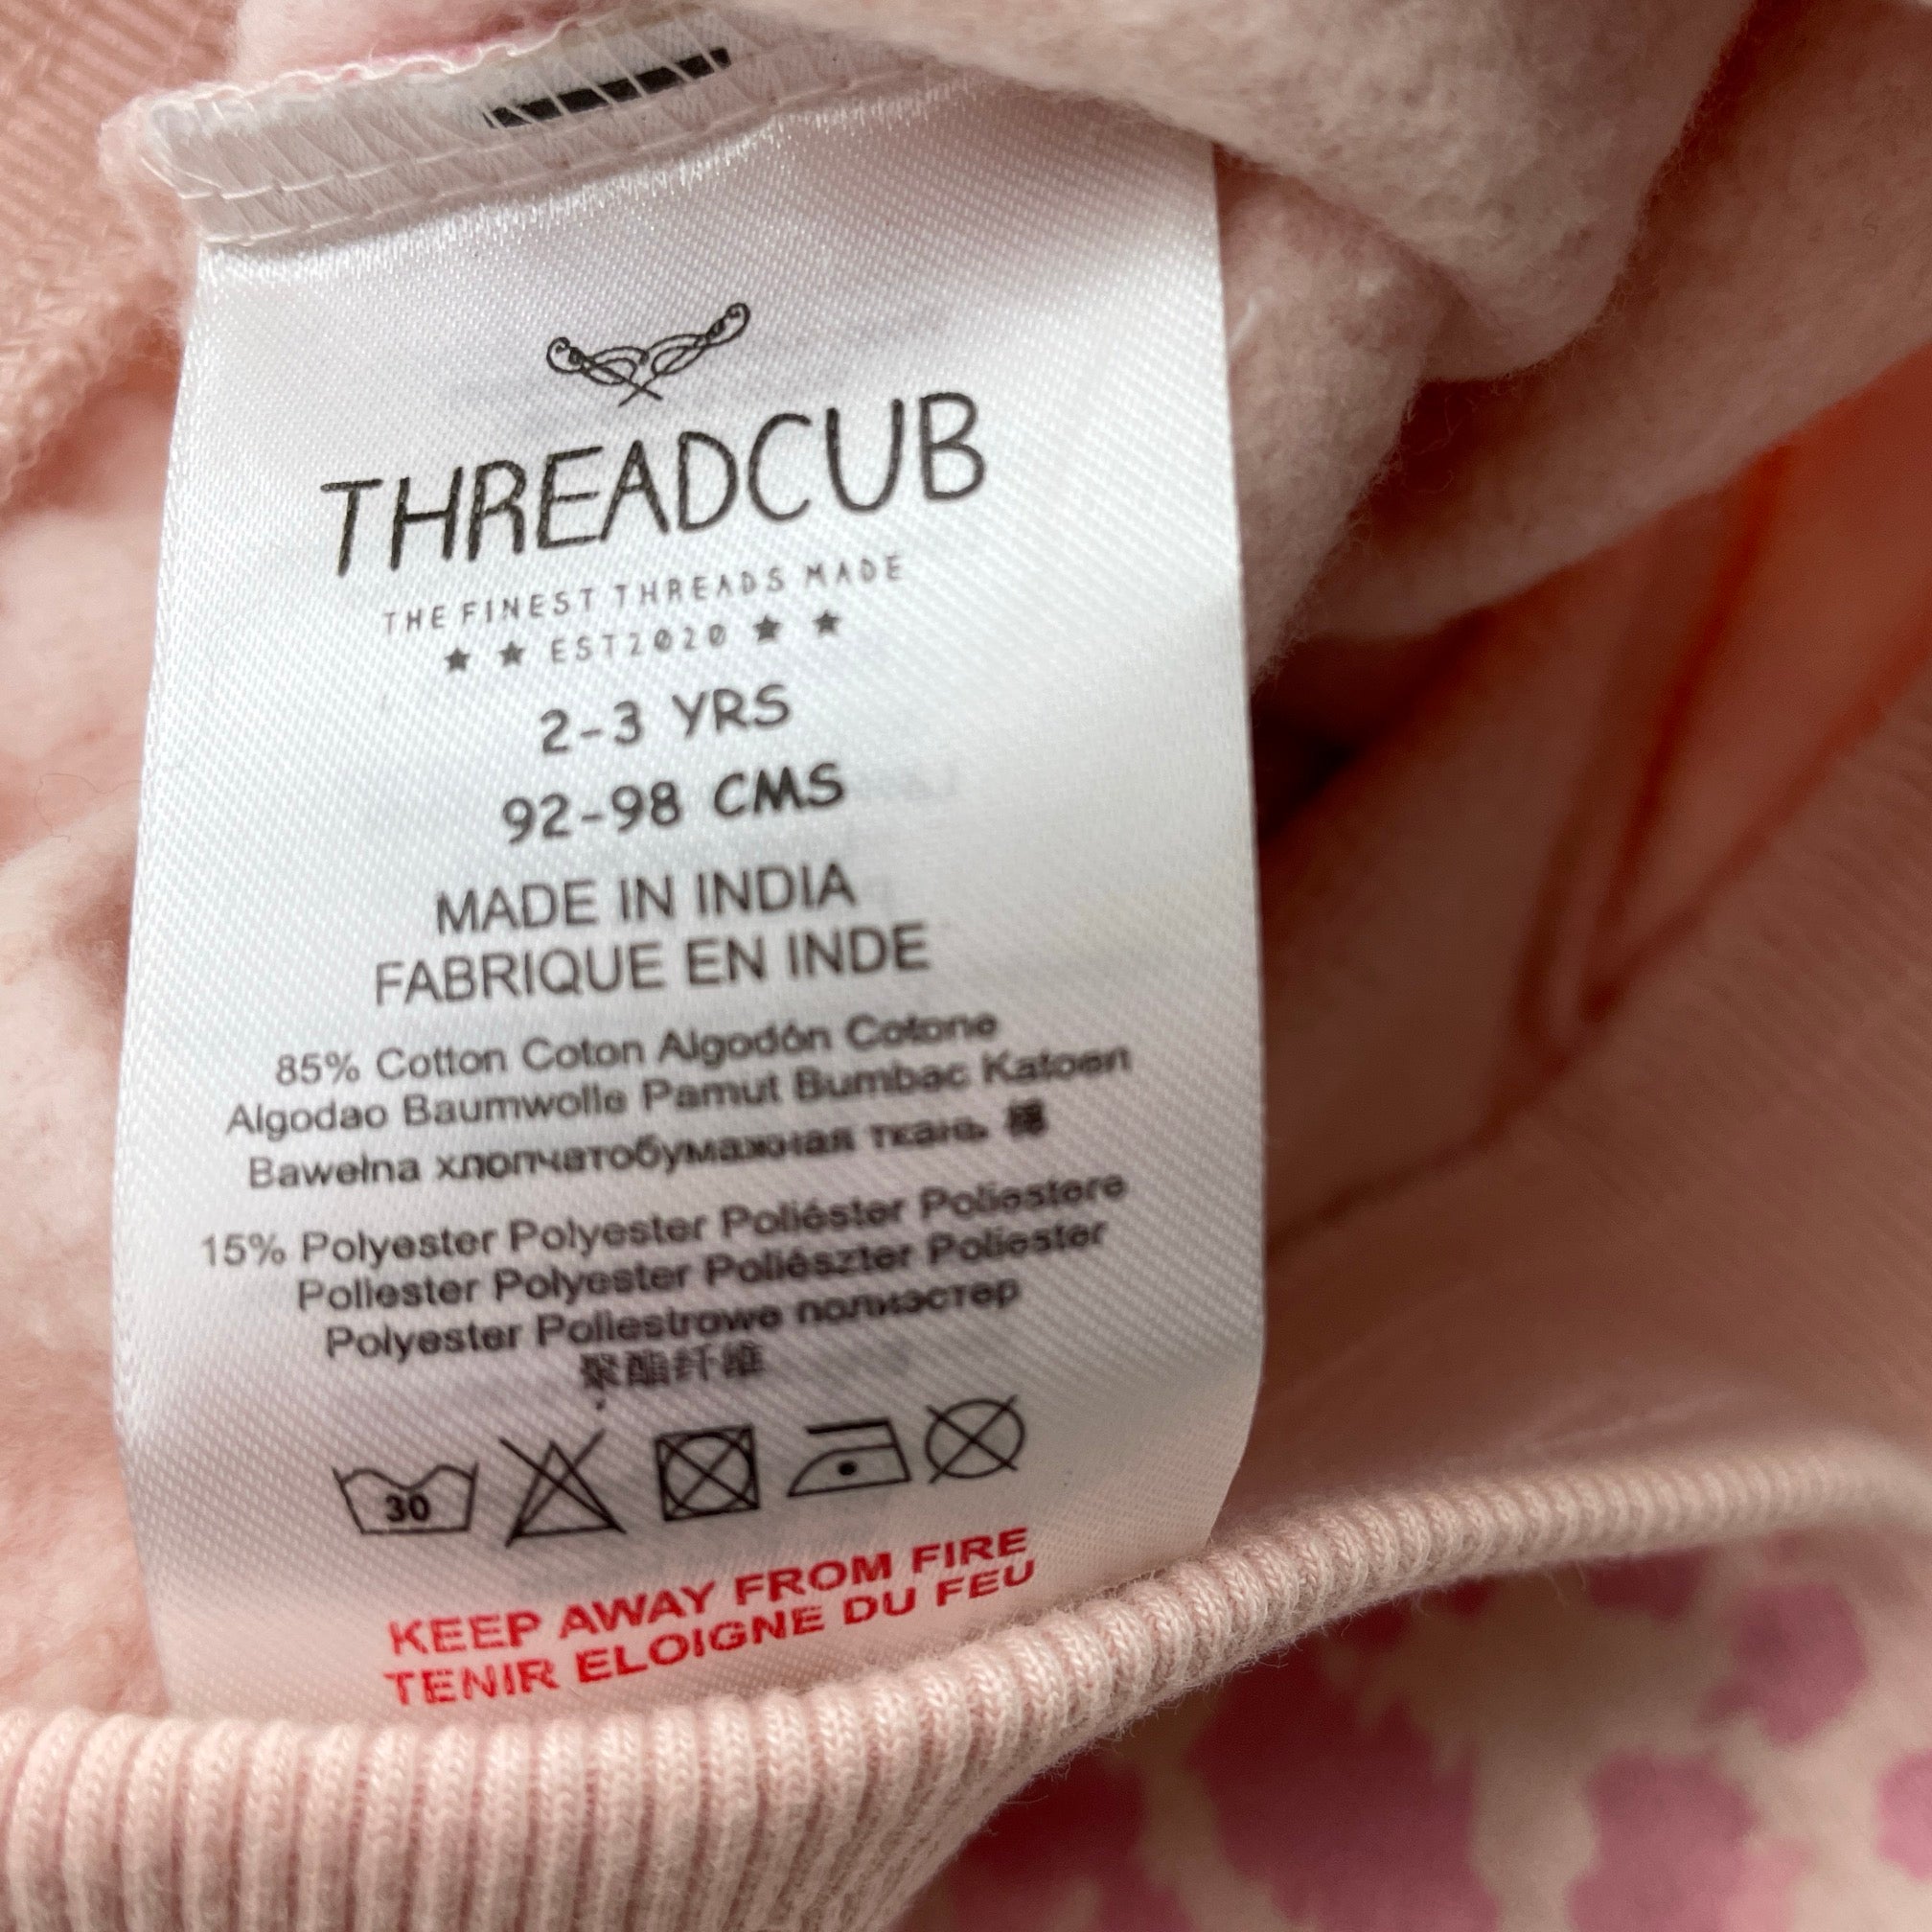 THREADCUB
THE FINEST THREADS MADE
★ ★ EST2020 ★ ★
2-3 YRS
92-98 CMS
MADE IN INDIA
FABRIQUE EN INDE
85% Cotton Coton Algodón Cotone
Algodao Baumwolle Pamut Bumbac Katoen
Bawełna хлопчатобумажная ткань 棉
15% Polyester Polyester Poliéster Poliestere
Poliester Polyester Poliészter Poliester
Polyester Poliestrowe полиэстер
聚酯纤维
30
KEEP AWAY FROM FIRE
TENIR ELOIGNE DU FEU